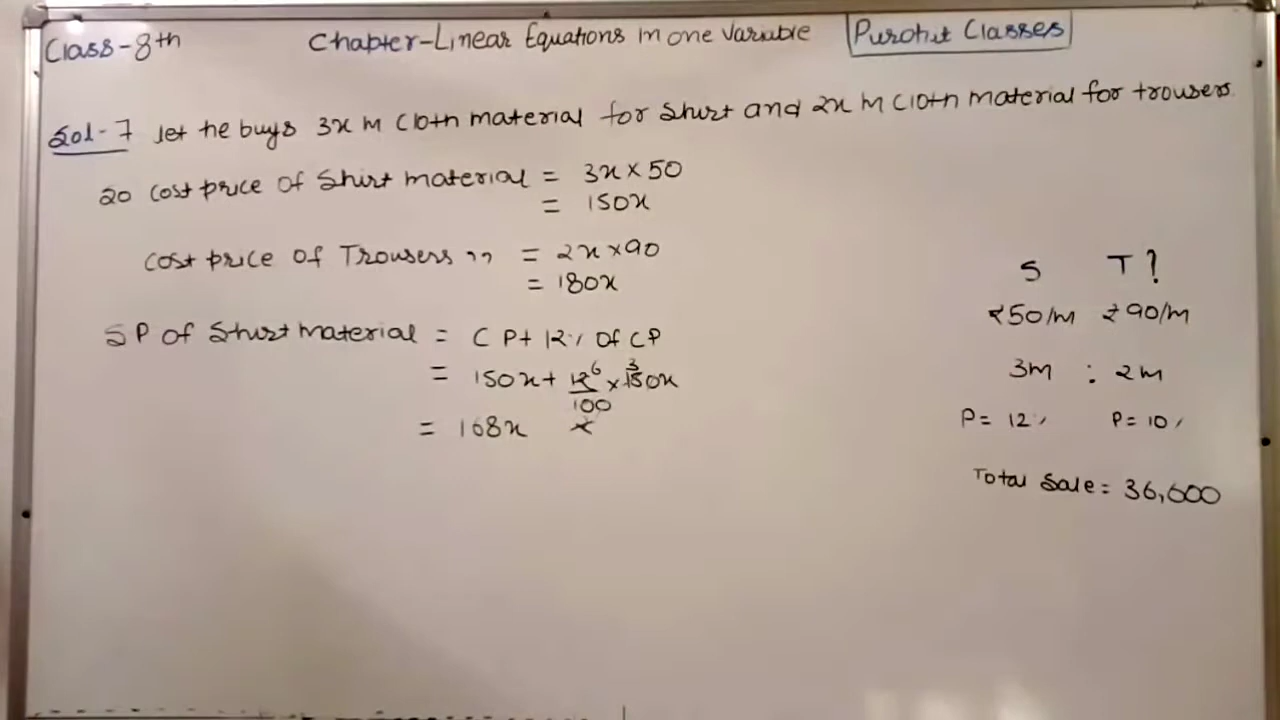 Class-8th Chapter-Linear Equations in one Variable Purohit Classes
Sol-7 Let he buys 3x m Cloth material for Shirt and 2x m cloth material for trousers
So Cost price of Shirt material = 3x × 50
= 150x
Cost price of Trousers ,, = 2x × 90
= 180x
SP of Shirt material = CP + 12% of CP
= 150x + 12/100 × 150x 6 3
= 168x 2
S T?
₹50/m ₹90/m
3m : 2m
P = 12% P = 10%
Total Sale = 36,600